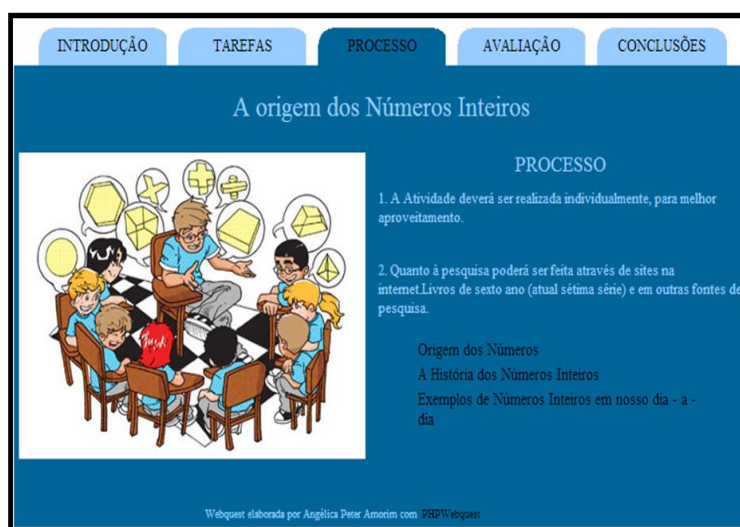 INTRODUÇÃO TAREFAS PROCESSO AVALIAÇÃO CONCLUSÕES
A origem dos Números Inteiros
PROCESSO
1. A Atividade deverá ser realizada individualmente, para melhor
aproveitamento.
2. Quanto à pesquisa poderá ser feita através de sites na
internet.Livros de sexto ano (atual sétima série) e em outras fontes de
pesquisa.
Origem dos Números
A História dos Números Inteiros
Exemplos de Números Inteiros em nosso dia - a -
dia
Webquest elaborada por Angélica Peter Amorim com PHPWebquest